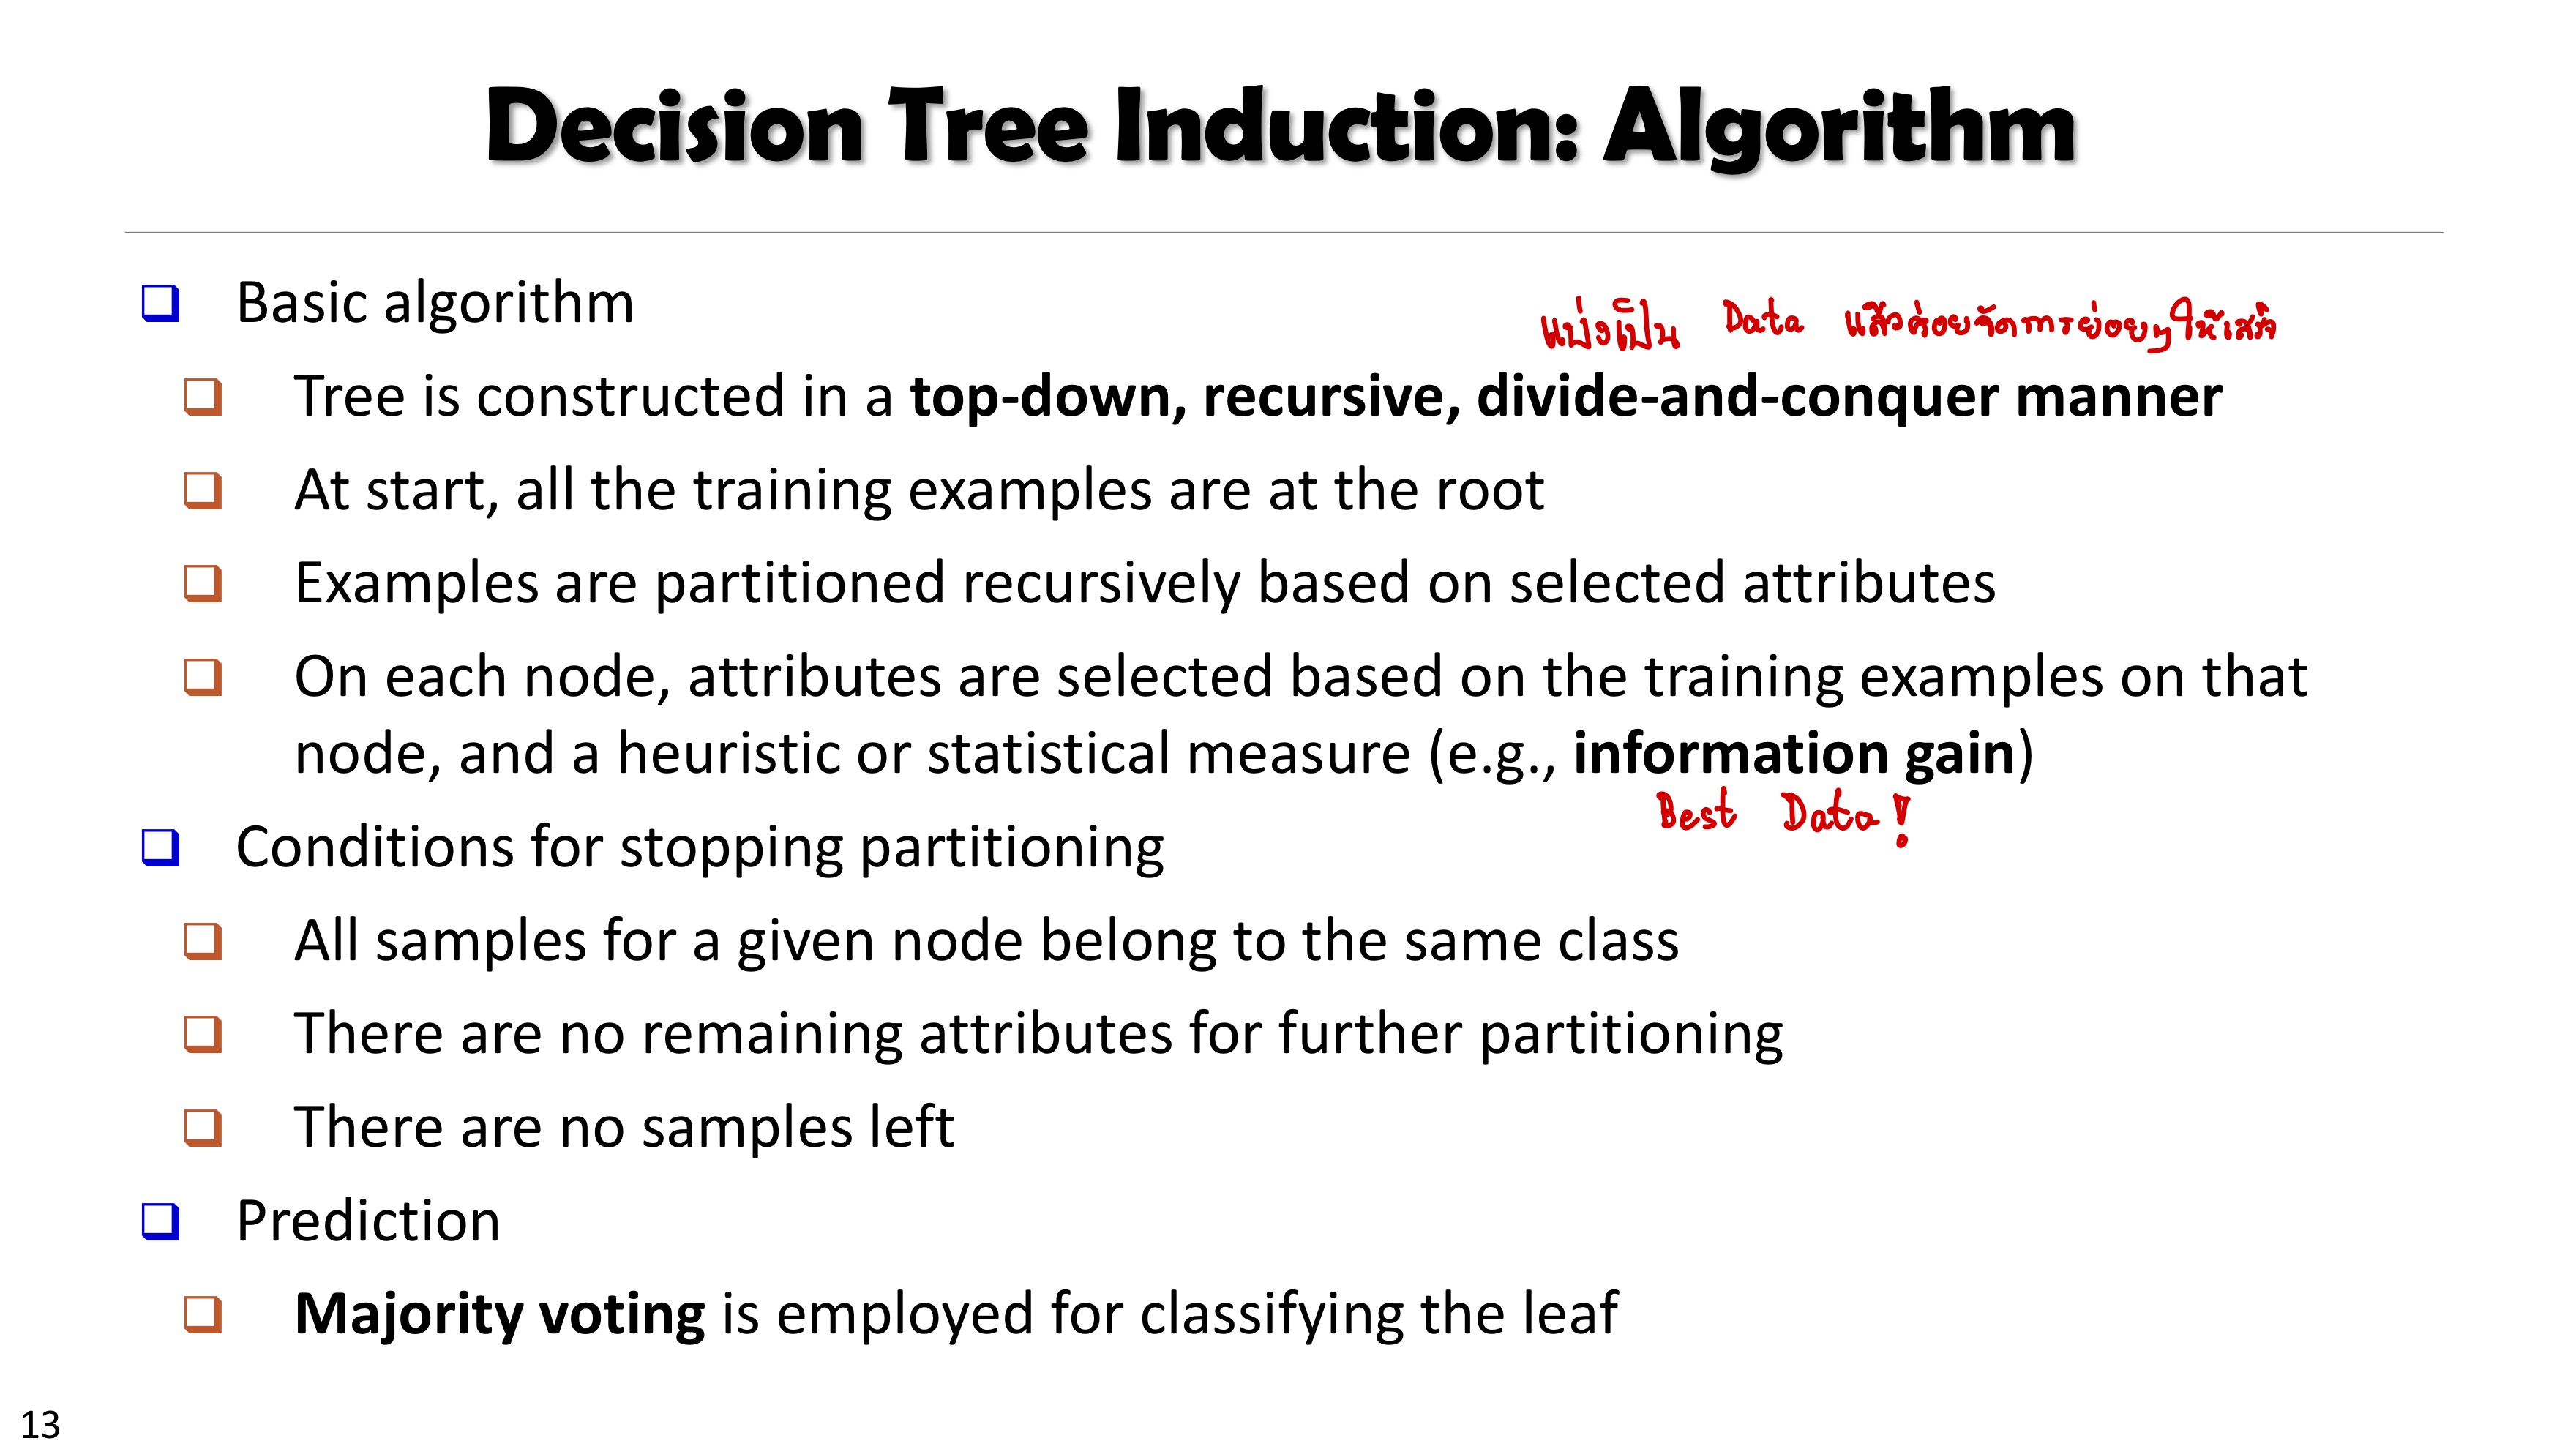 Decision Tree Induction: Algorithm
Basic algorithm
แบ่งเป็น Data แล้วค่อยจัดการย่อยๆให้เสร็จ
Tree is constructed in a top-down, recursive, divide-and-conquer manner
At start, all the training examples are at the root
Examples are partitioned recursively based on selected attributes
On each node, attributes are selected based on the training examples on that
node, and a heuristic or statistical measure (e.g., information gain)
Best Data!
Conditions for stopping partitioning
All samples for a given node belong to the same class
There are no remaining attributes for further partitioning
There are no samples left
Prediction
Majority voting is employed for classifying the leaf
13